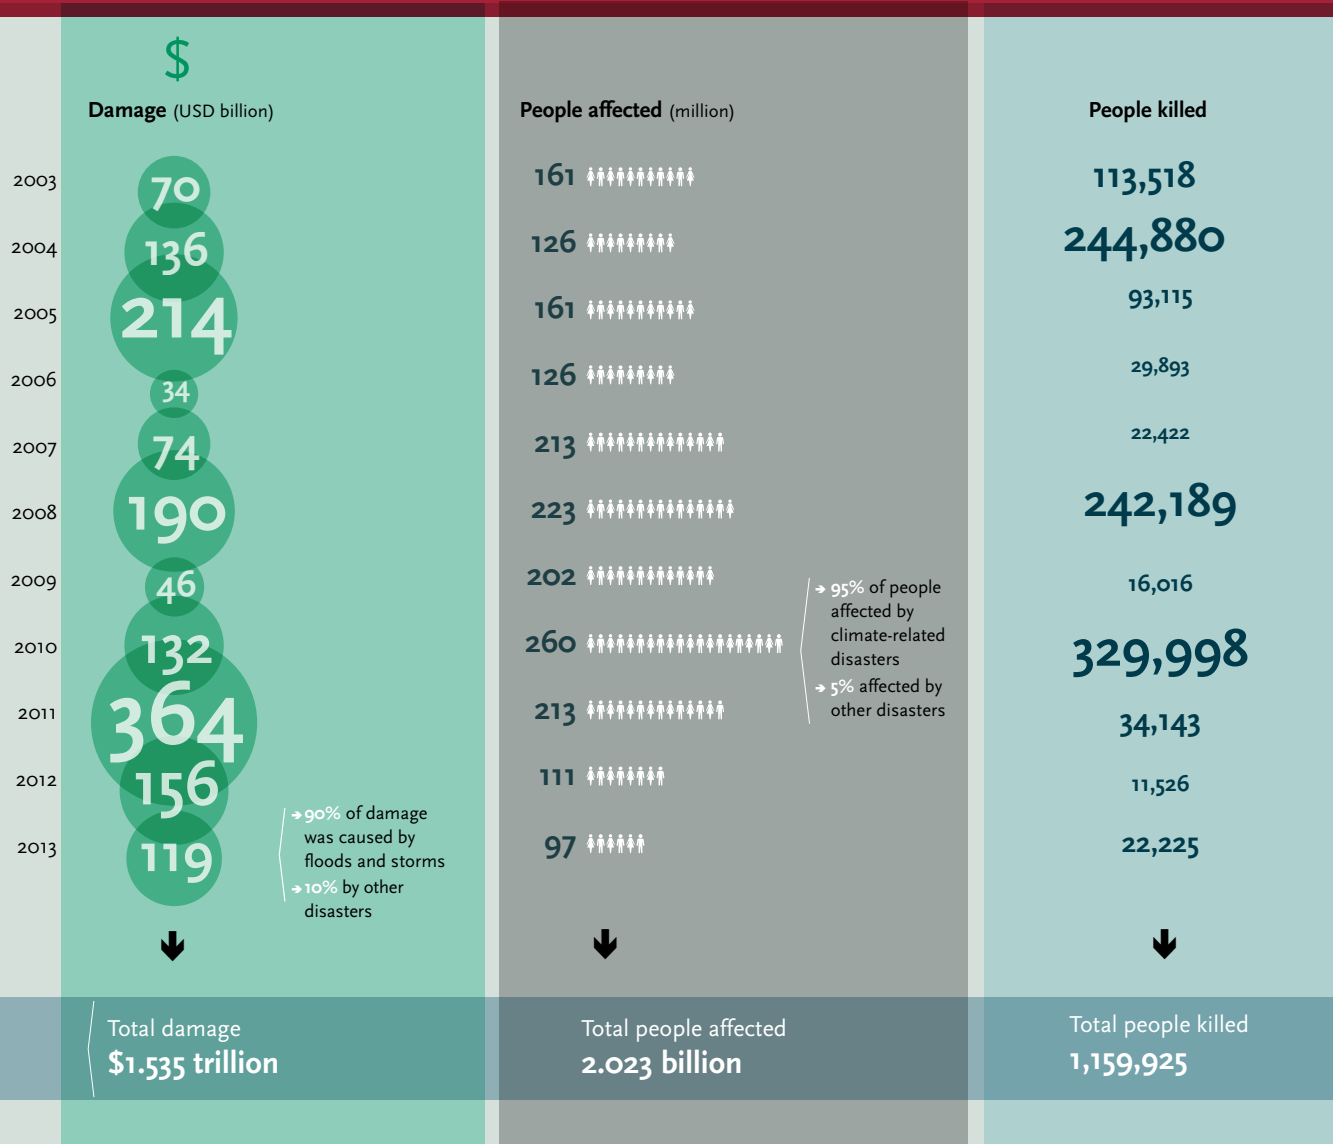 $
Damage (USD billion)
People affected (million)
People killed
2003 70 161 113,518
2004 136 126 244,880
2005 214 161 93,115
2006 34 126 29,893
2007 74 213 22,422
2008 190 223 242,189
2009 46 202 16,016
2010 132 260 329,998
2011 364 213 34,143
2012 156 111 11,526
2013 119 97 22,225
➔ 95% of people
affected by
climate-related
disasters
➔ 5% affected by
other disasters
➔ 90% of damage
was caused by
floods and storms
➔ 10% by other
disasters
Total damage
$1.535 trillion
Total people affected
2.023 billion
Total people killed
1,159,925